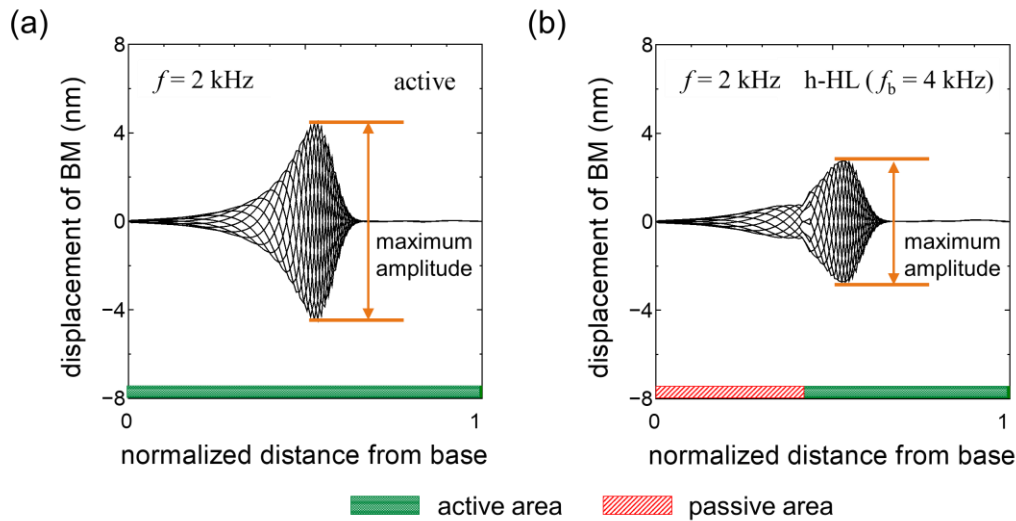 (a)
(b)
8
4
0
−4
−8
displacement of BM (nm)
f = 2 kHz
active
maximum
amplitude
0
1
normalized distance from base
8
4
0
−4
−8
displacement of BM (nm)
f = 2 kHz h-HL ( fb = 4 kHz)
maximum
amplitude
0
1
normalized distance from base
active area
passive area